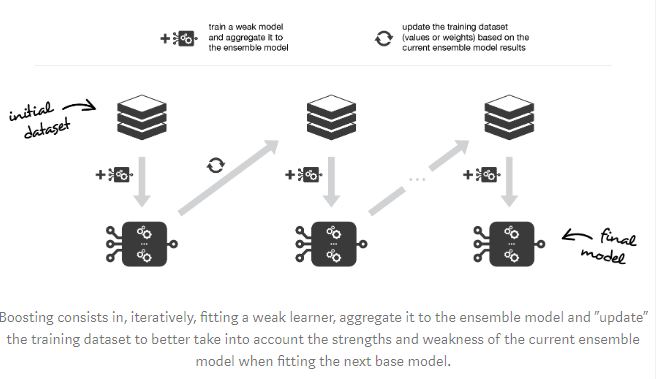 train a weak model
and aggregate it to
the ensemble model
update the training dataset
(values or weights) based on the
current ensemble model results
initial
dataset
...
final
model
Boosting consists in, iteratively, fitting a weak learner, aggregate it to the ensemble model and "update"
the training dataset to better take into account the strengths and weakness of the current ensemble
model when fitting the next base model.